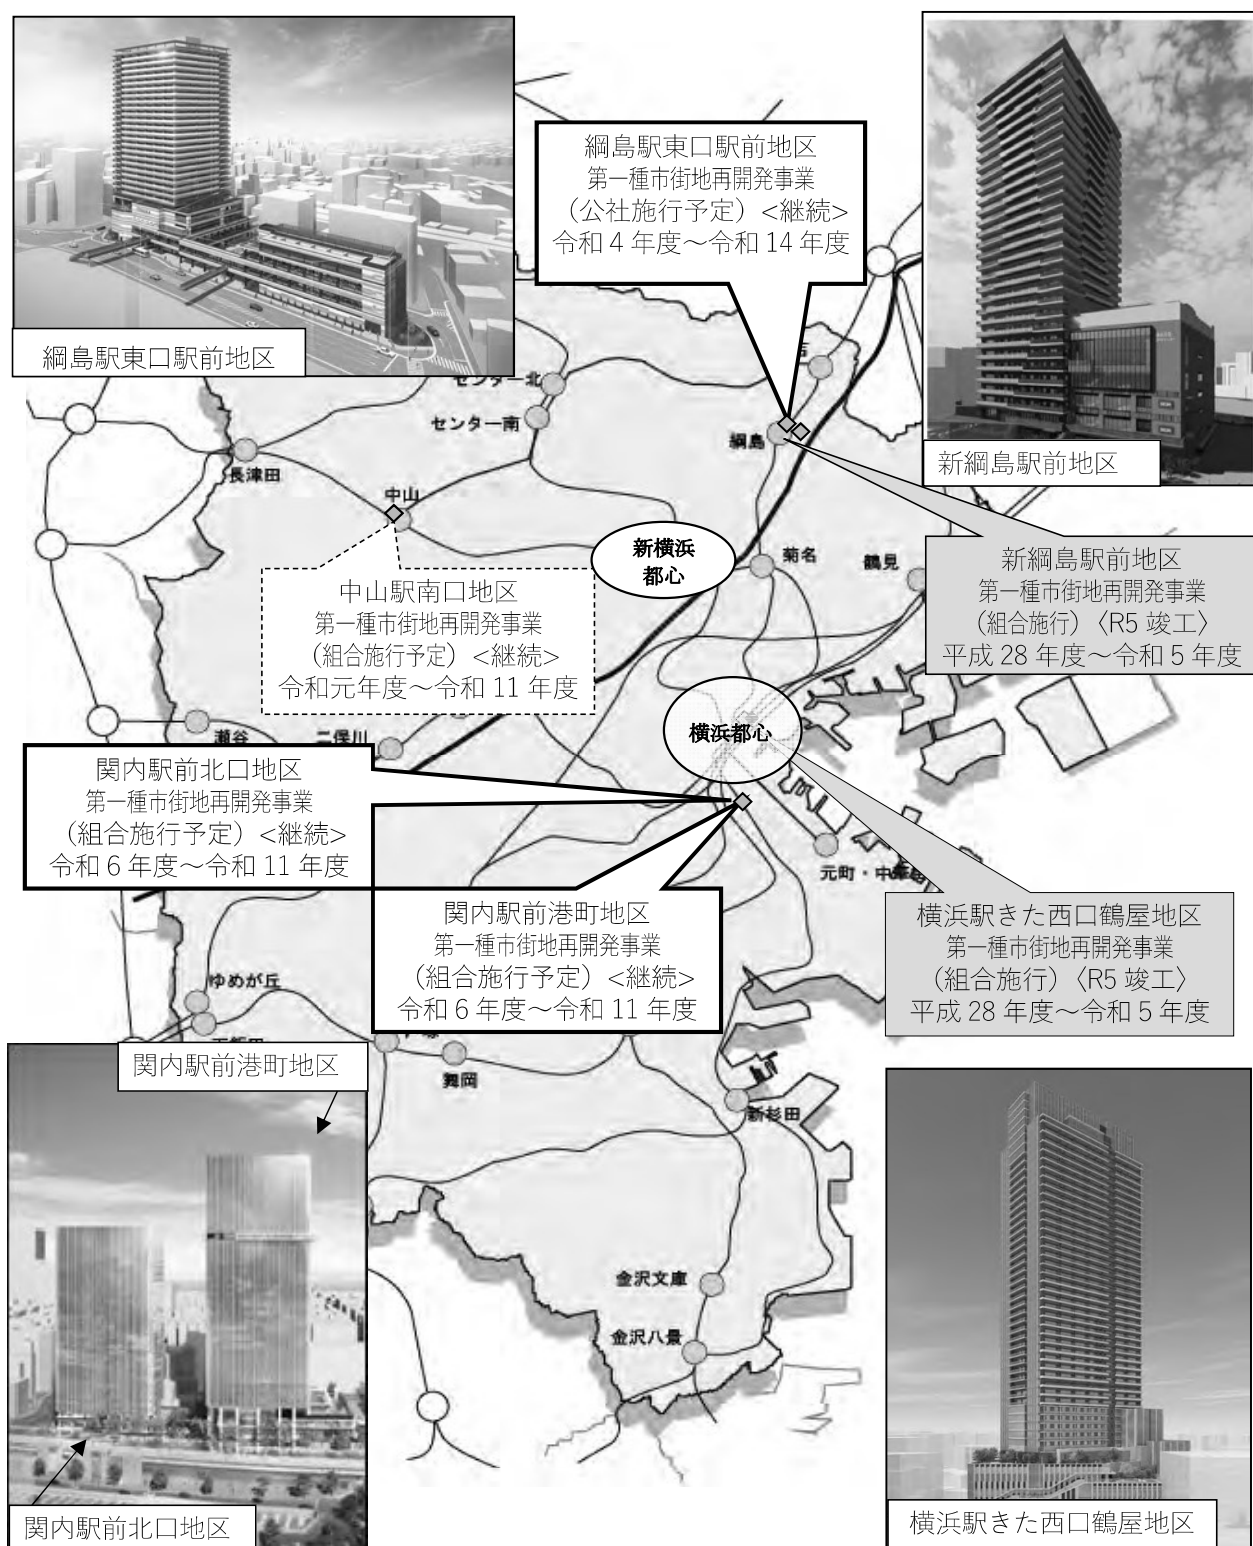 綱島駅東口駅前地区
第一種市街地再開発事業
（公社施行予定）<継続>
令和 4 年度～令和 14 年度
綱島駅東口駅前地区
新綱島駅前地区
センター北
センター南
綱島
長津田
中山
新横浜
都心
菊名
鶴見
新綱島駅前地区
第一種市街地再開発事業
（組合施行）〈R5 竣工〉
平成 28 年度～令和 5 年度
中山駅南口地区
第一種市街地再開発事業
（組合施行予定）<継続>
令和元年度～令和 11 年度
横浜都心
瀬谷
二俣川
関内駅前北口地区
第一種市街地再開発事業
（組合施行予定）<継続>
令和 6 年度～令和 11 年度
元町・中華
関内駅前港町地区
第一種市街地再開発事業
（組合施行予定）<継続>
令和 6 年度～令和 11 年度
横浜駅きた西口鶴屋地区
第一種市街地再開発事業
（組合施行）〈R5 竣工〉
平成 28 年度～令和 5 年度
ゆめが丘
舞岡
新杉田
関内駅前港町地区
金沢文庫
金沢八景
関内駅前北口地区
横浜駅きた西口鶴屋地区